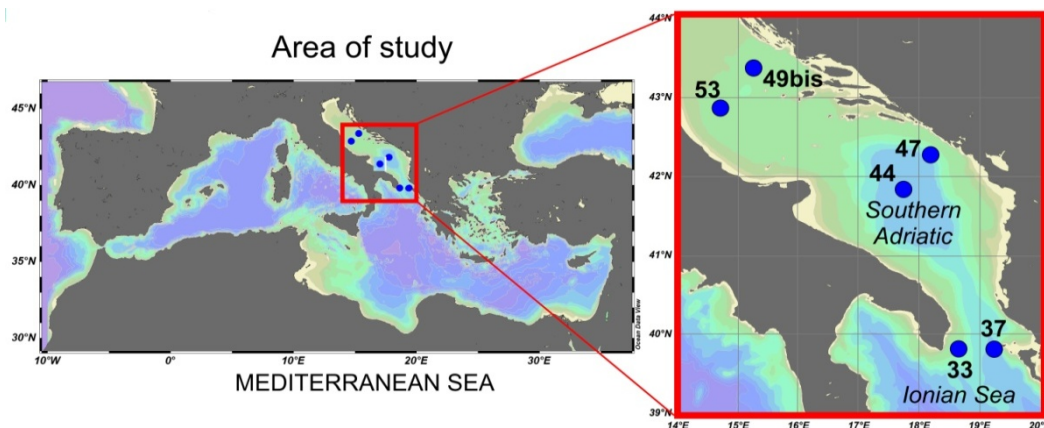 Area of study
45°N
40°N
35°N
30°N
10°W
0°E
10°E
20°E
30°E
Ocean Data View
MEDITERRANEAN SEA
44°N
43°N
42°N
41°N
40°N
39°N
14°E
15°E
16°E
17°E
18°E
19°E
53
49bis
47
44
Southern
Adriatic
37
33
Ionian Sea